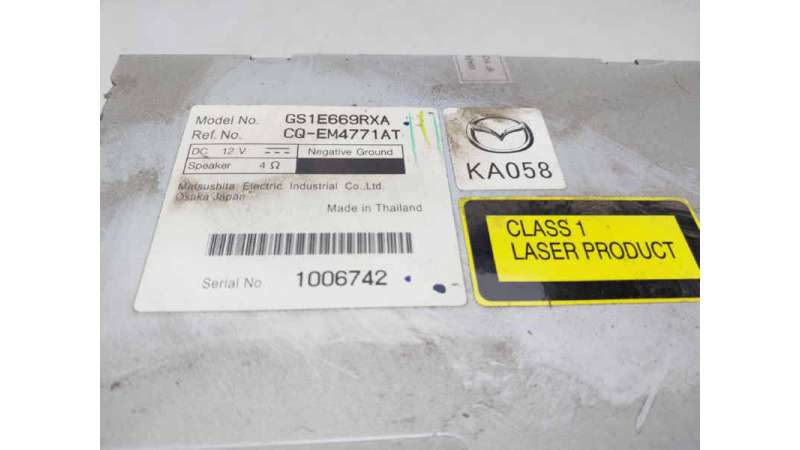 Model No. GS1E669RXA
Ref. No. CQ-EM4771AT
DC 12 V Negative Ground
Speaker 4 Ω
Matsushita Electric Industrial Co.,Ltd.
Osaka Japan
Made in Thailand
Serial No 1006742
KA058
CLASS 1
LASER PRODUCT